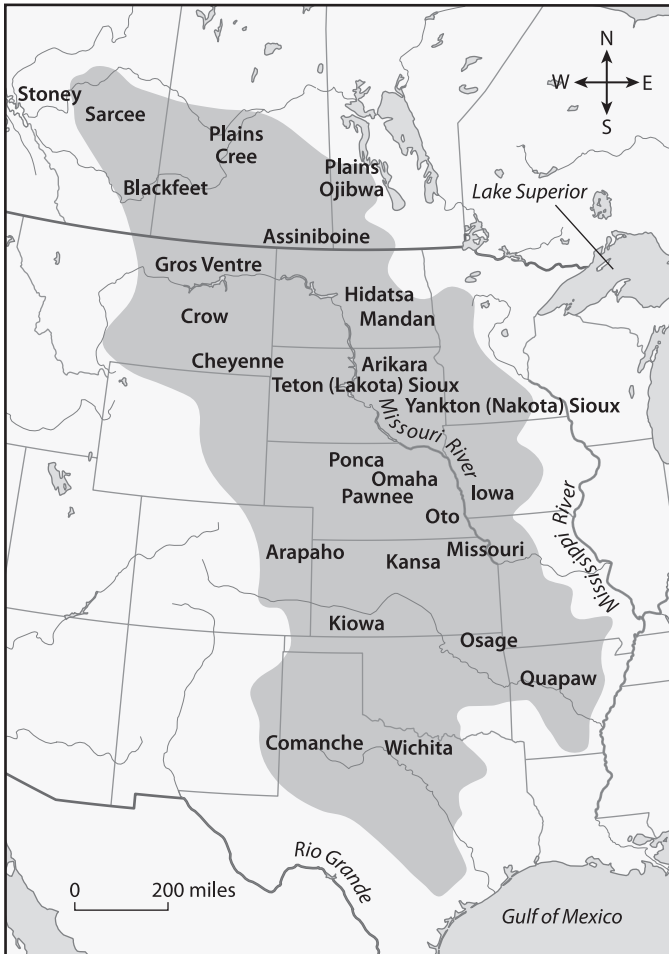 N
W
E
S
Stoney
Sarcee
Plains
Cree
Plains
Ojibwa
Blackfeet
Lake Superior
Assiniboine
Gros Ventre
Hidatsa
Mandan
Crow
Cheyenne
Arikara
Teton (Lakota) Sioux
Yankton (Nakota) Sioux
Missouri River
Ponca
Omaha
Pawnee
Iowa
Oto
Mississippi River
Arapaho
Kansa
Missouri
Kiowa
Osage
Quapaw
Comanche
Wichita
Rio Grande
0
200 miles
Gulf of Mexico